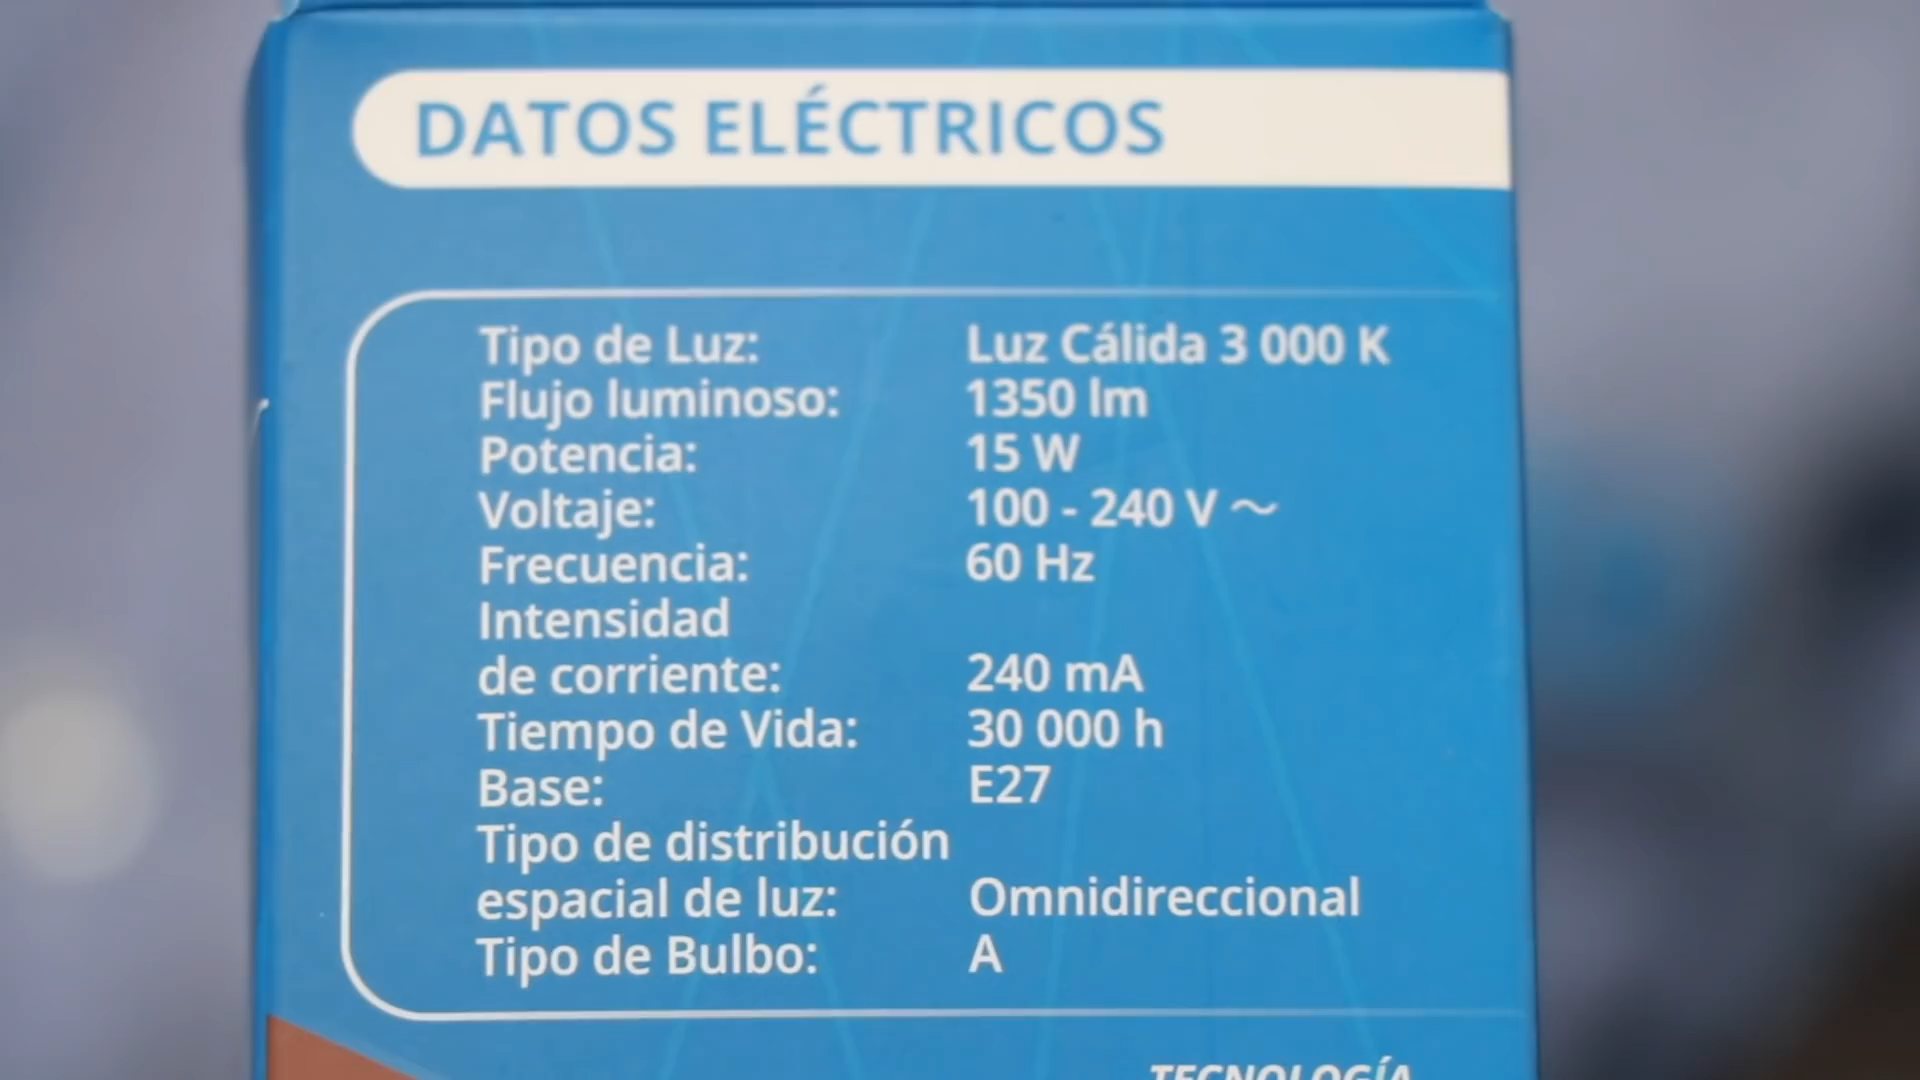 DATOS ELÉCTRICOS
Tipo de Luz: Luz Cálida 3 000 K
Flujo luminoso: 1350 lm
Potencia: 15 W
Voltaje: 100 - 240 V ~
Frecuencia: 60 Hz
Intensidad
de corriente: 240 mA
Tiempo de Vida: 30 000 h
Base: E27
Tipo de distribución
espacial de luz: Omnidireccional
Tipo de Bulbo: A
TECNOLOGÍA